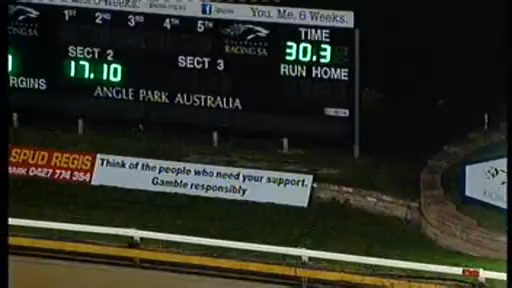 You. Me. 6 Weeks.
1ST 2ND 3RD 4TH 5TH
RACING SA
TIME
30.3
RUN HOME
SECT 2
17.10
SECT 3
RGINS
ANGLE PARK AUSTRALIA
SPUD REGIS
MARK 0427 774 354
Think of the people who need your support.
Gamble responsibly